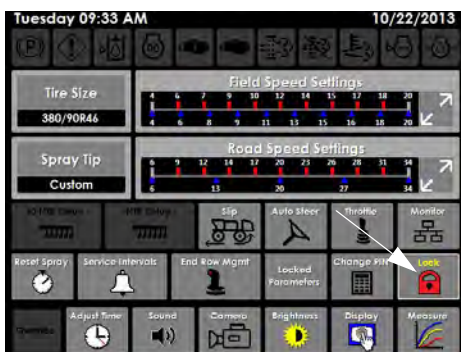 Tuesday 09:33 AM 10/22/2013
Tire Size
380/90R46
Field Speed Settings
4 6 7 9 10 12 14 15 17 18 20
4 6 8 9 11 13 15 16 18 20
Spray Tip
Custom
Road Speed Settings
6 9 12 14 17 20 23 26 28 31 34
6 13 20 27 34
Slip Auto Steer Throttle Monitor
Reset Spray Service Intervals End Row Mgmt Locked Parameters Change PIN Lock
Adjust Time Sound Camera Brightness Display Measure